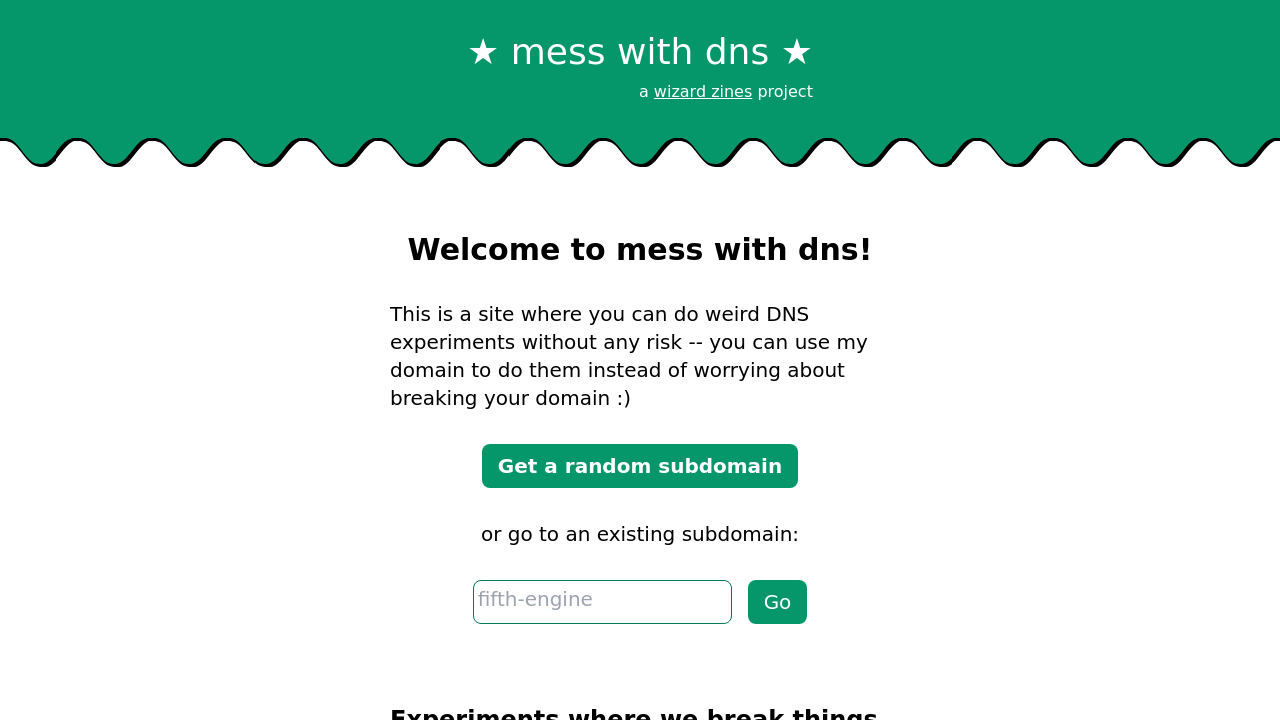 ★ mess with dns ★
a wizard zines project
Welcome to mess with dns!
This is a site where you can do weird DNS
experiments without any risk -- you can use my
domain to do them instead of worrying about
breaking your domain :)
Get a random subdomain
or go to an existing subdomain:
fifth-engine
Go
Experiments where we break things